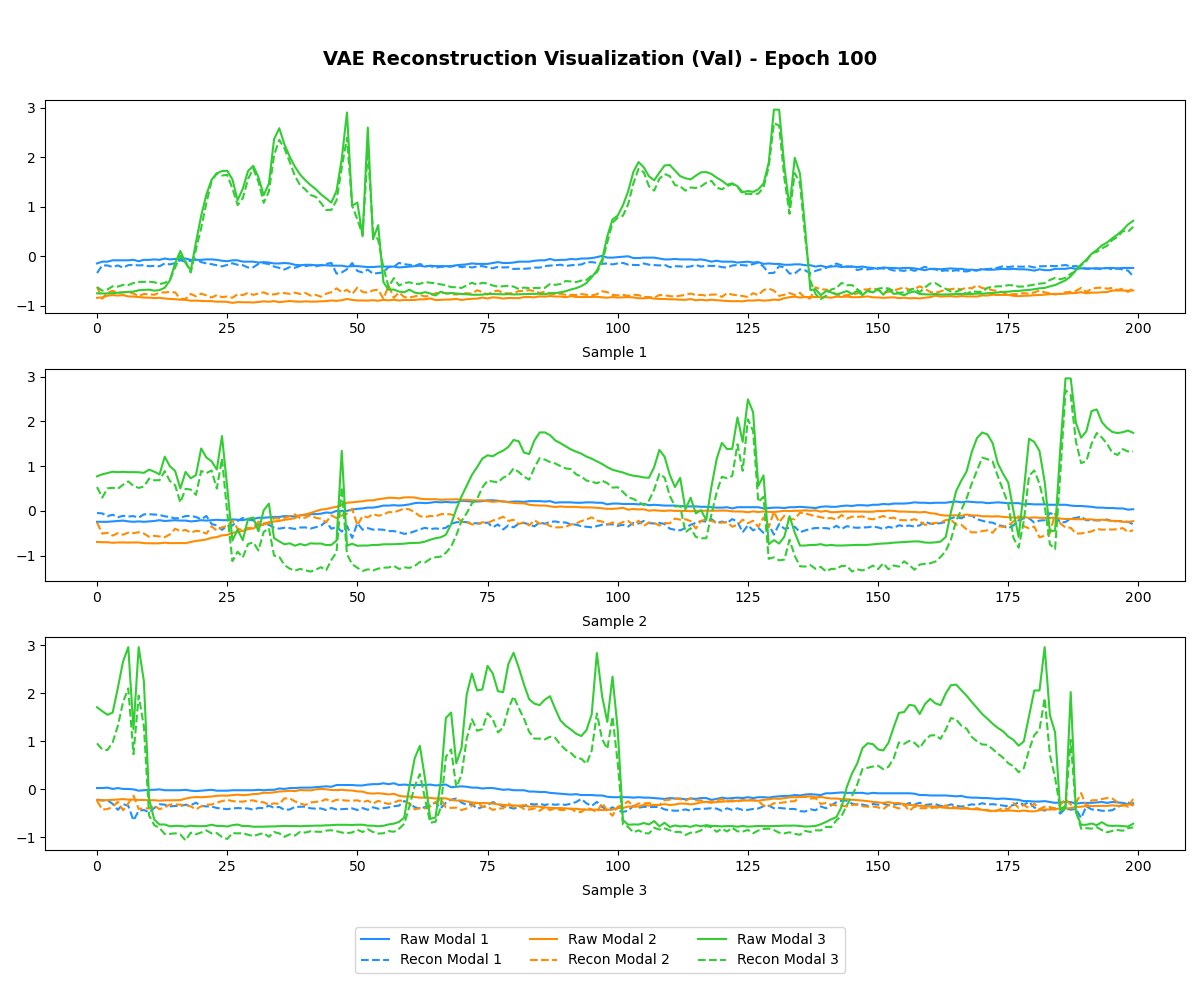 VAE Reconstruction Visualization (Val) - Epoch 100
3
2
1
0
−1
0 25 50 75 100 125 150 175 200
Sample 1
3
2
1
0
−1
0 25 50 75 100 125 150 175 200
Sample 2
3
2
1
0
−1
0 25 50 75 100 125 150 175 200
Sample 3
Raw Modal 1 Raw Modal 2 Raw Modal 3
Recon Modal 1 Recon Modal 2 Recon Modal 3